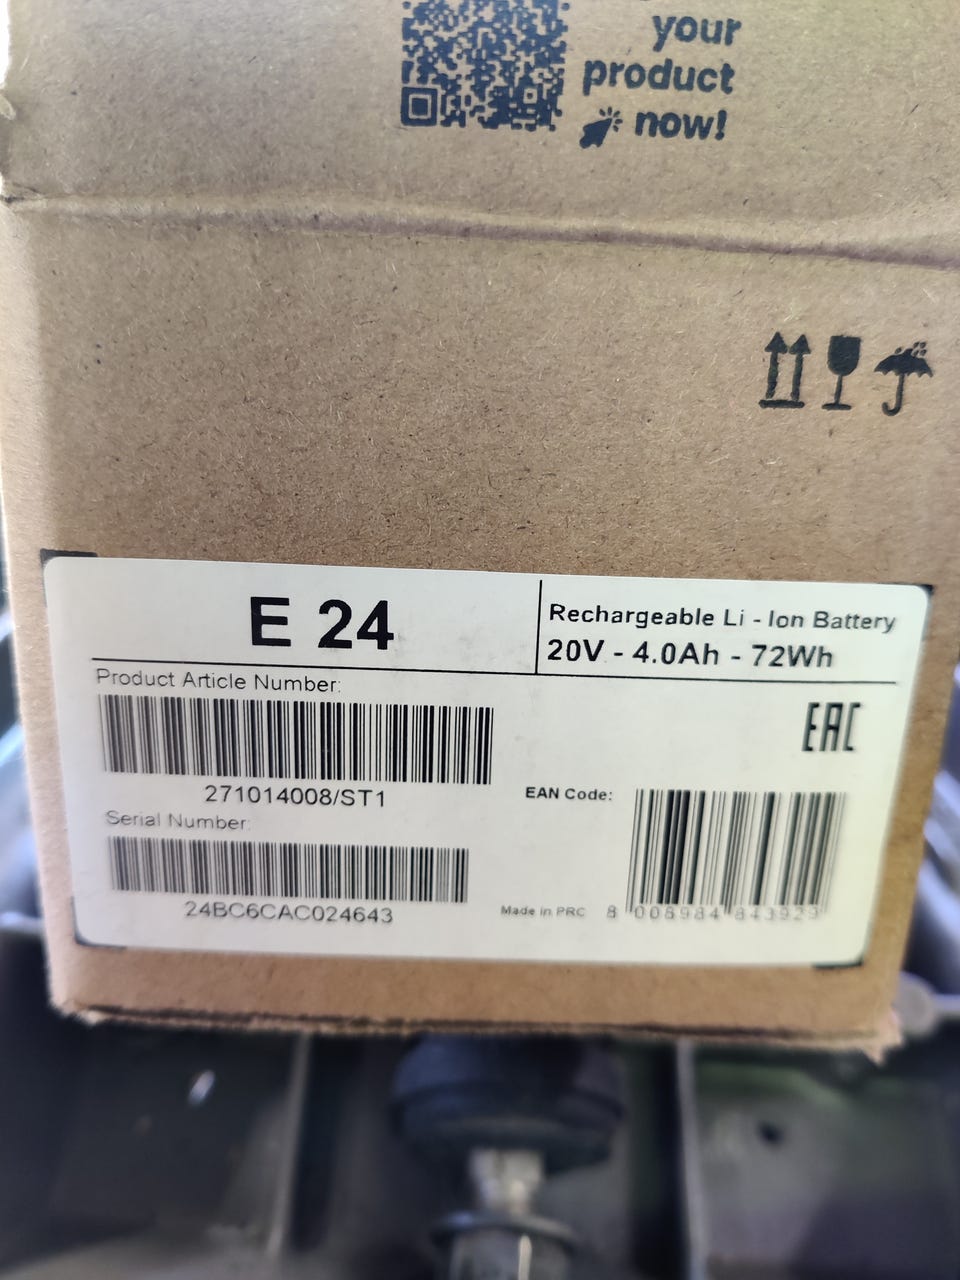 your
product
now!
E 24
Rechargeable Li - Ion Battery
20V - 4.0Ah - 72Wh
Product Article Number:
271014008/ST1
EAC
EAN Code:
Serial Number:
24BC6CAC024643
Made in PRC
8 008984 843929